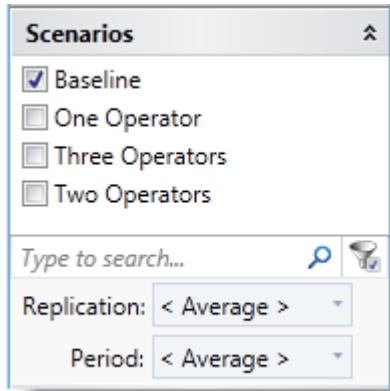 Scenarios
Baseline
One Operator
Three Operators
Two Operators
Type to search...
Replication: < Average >
Period: < Average >